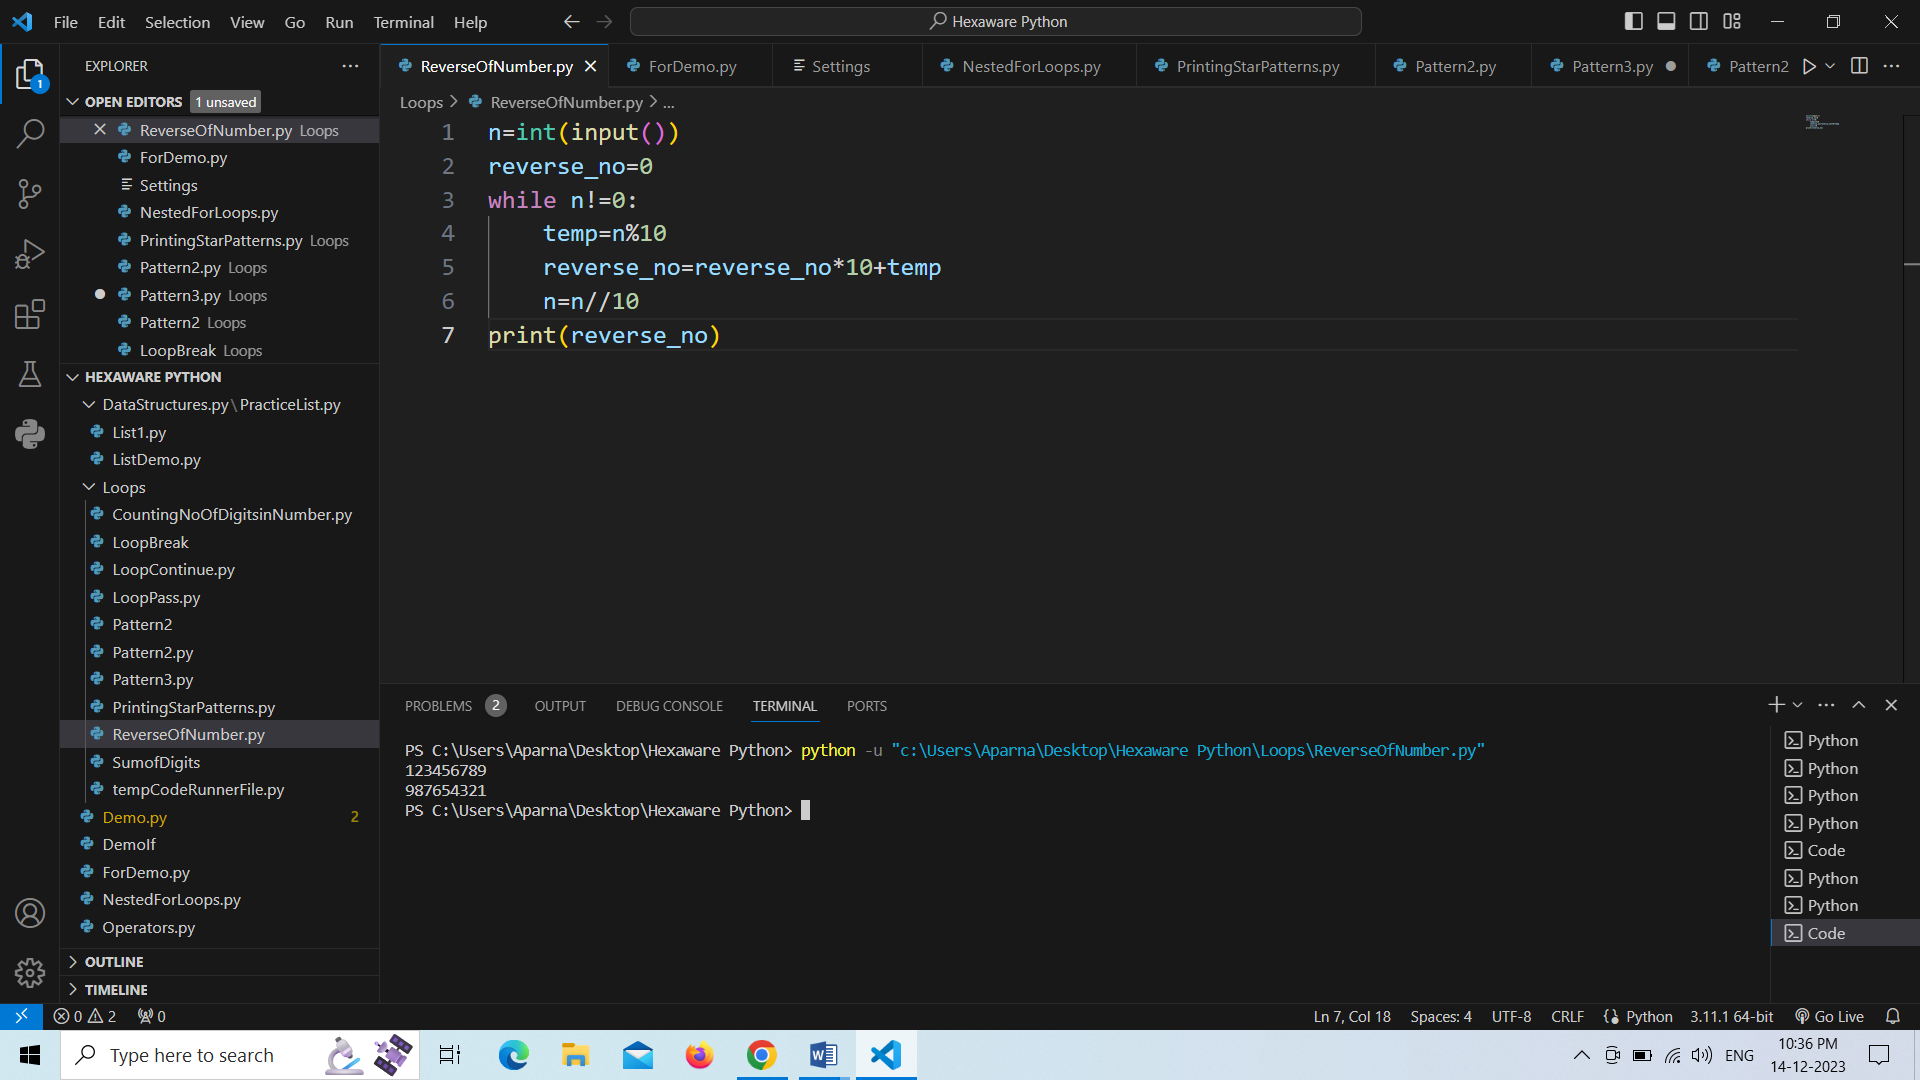 File Edit Selection View Go Run Terminal Help
Hexaware Python
EXPLORER
OPEN EDITORS 1 unsaved
ReverseOfNumber.py Loops
ForDemo.py
Settings
NestedForLoops.py
PrintingStarPatterns.py Loops
Pattern2.py Loops
Pattern3.py Loops
Pattern2 Loops
LoopBreak Loops
HEXAWARE PYTHON
DataStructures.py\PracticeList.py
List1.py
ListDemo.py
Loops
CountingNoOfDigitsinNumber.py
LoopBreak
LoopContinue.py
LoopPass.py
Pattern2
Pattern2.py
Pattern3.py
PrintingStarPatterns.py
ReverseOfNumber.py
SumofDigits
tempCodeRunnerFile.py
Demo.py 2
DemoIf
ForDemo.py
NestedForLoops.py
Operators.py
OUTLINE
TIMELINE
1
ReverseOfNumber.py ForDemo.py Settings NestedForLoops.py PrintingStarPatterns.py Pattern2.py Pattern3.py Pattern2
Loops > ReverseOfNumber.py > ...
1 n=int(input())
2 reverse_no=0
3 while n!=0:
4 temp=n%10
5 reverse_no=reverse_no*10+temp
6 n=n//10
7 print(reverse_no)
PROBLEMS 2 OUTPUT DEBUG CONSOLE TERMINAL PORTS
PS C:\Users\Aparna\Desktop\Hexaware Python> python -u "c:\Users\Aparna\Desktop\Hexaware Python\Loops\ReverseOfNumber.py"
123456789
987654321
PS C:\Users\Aparna\Desktop\Hexaware Python>
Python
Python
Python
Python
Code
Python
Python
Code
0 2 0 Ln 7, Col 18 Spaces: 4 UTF-8 CRLF Python 3.11.1 64-bit Go Live
Type here to search
ENG
10:36 PM
14-12-2023